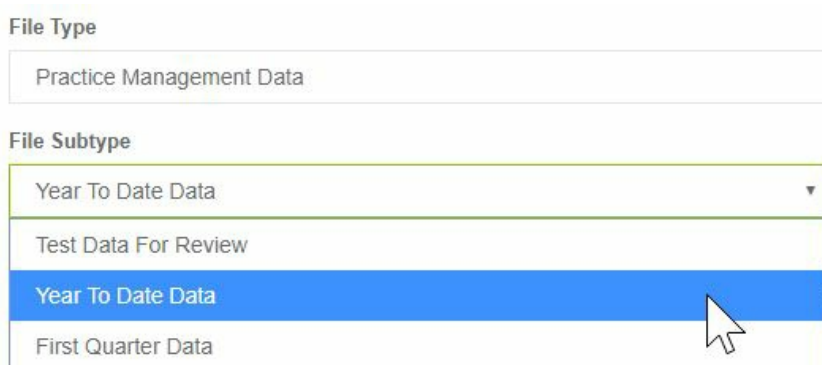 File Type
Practice Management Data
File Subtype
Year To Date Data
Test Data For Review
Year To Date Data
First Quarter Data